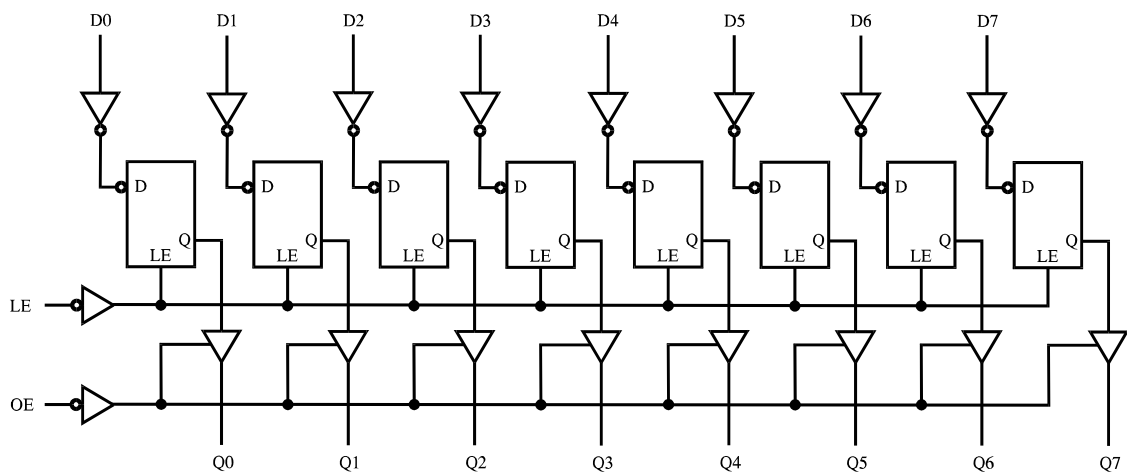 D0 D1 D2 D3 D4 D5 D6 D7
D D D D D D D D
Q Q Q Q Q Q Q Q
LE LE LE LE LE LE LE LE
LE
OE
Q0 Q1 Q2 Q3 Q4 Q5 Q6 Q7